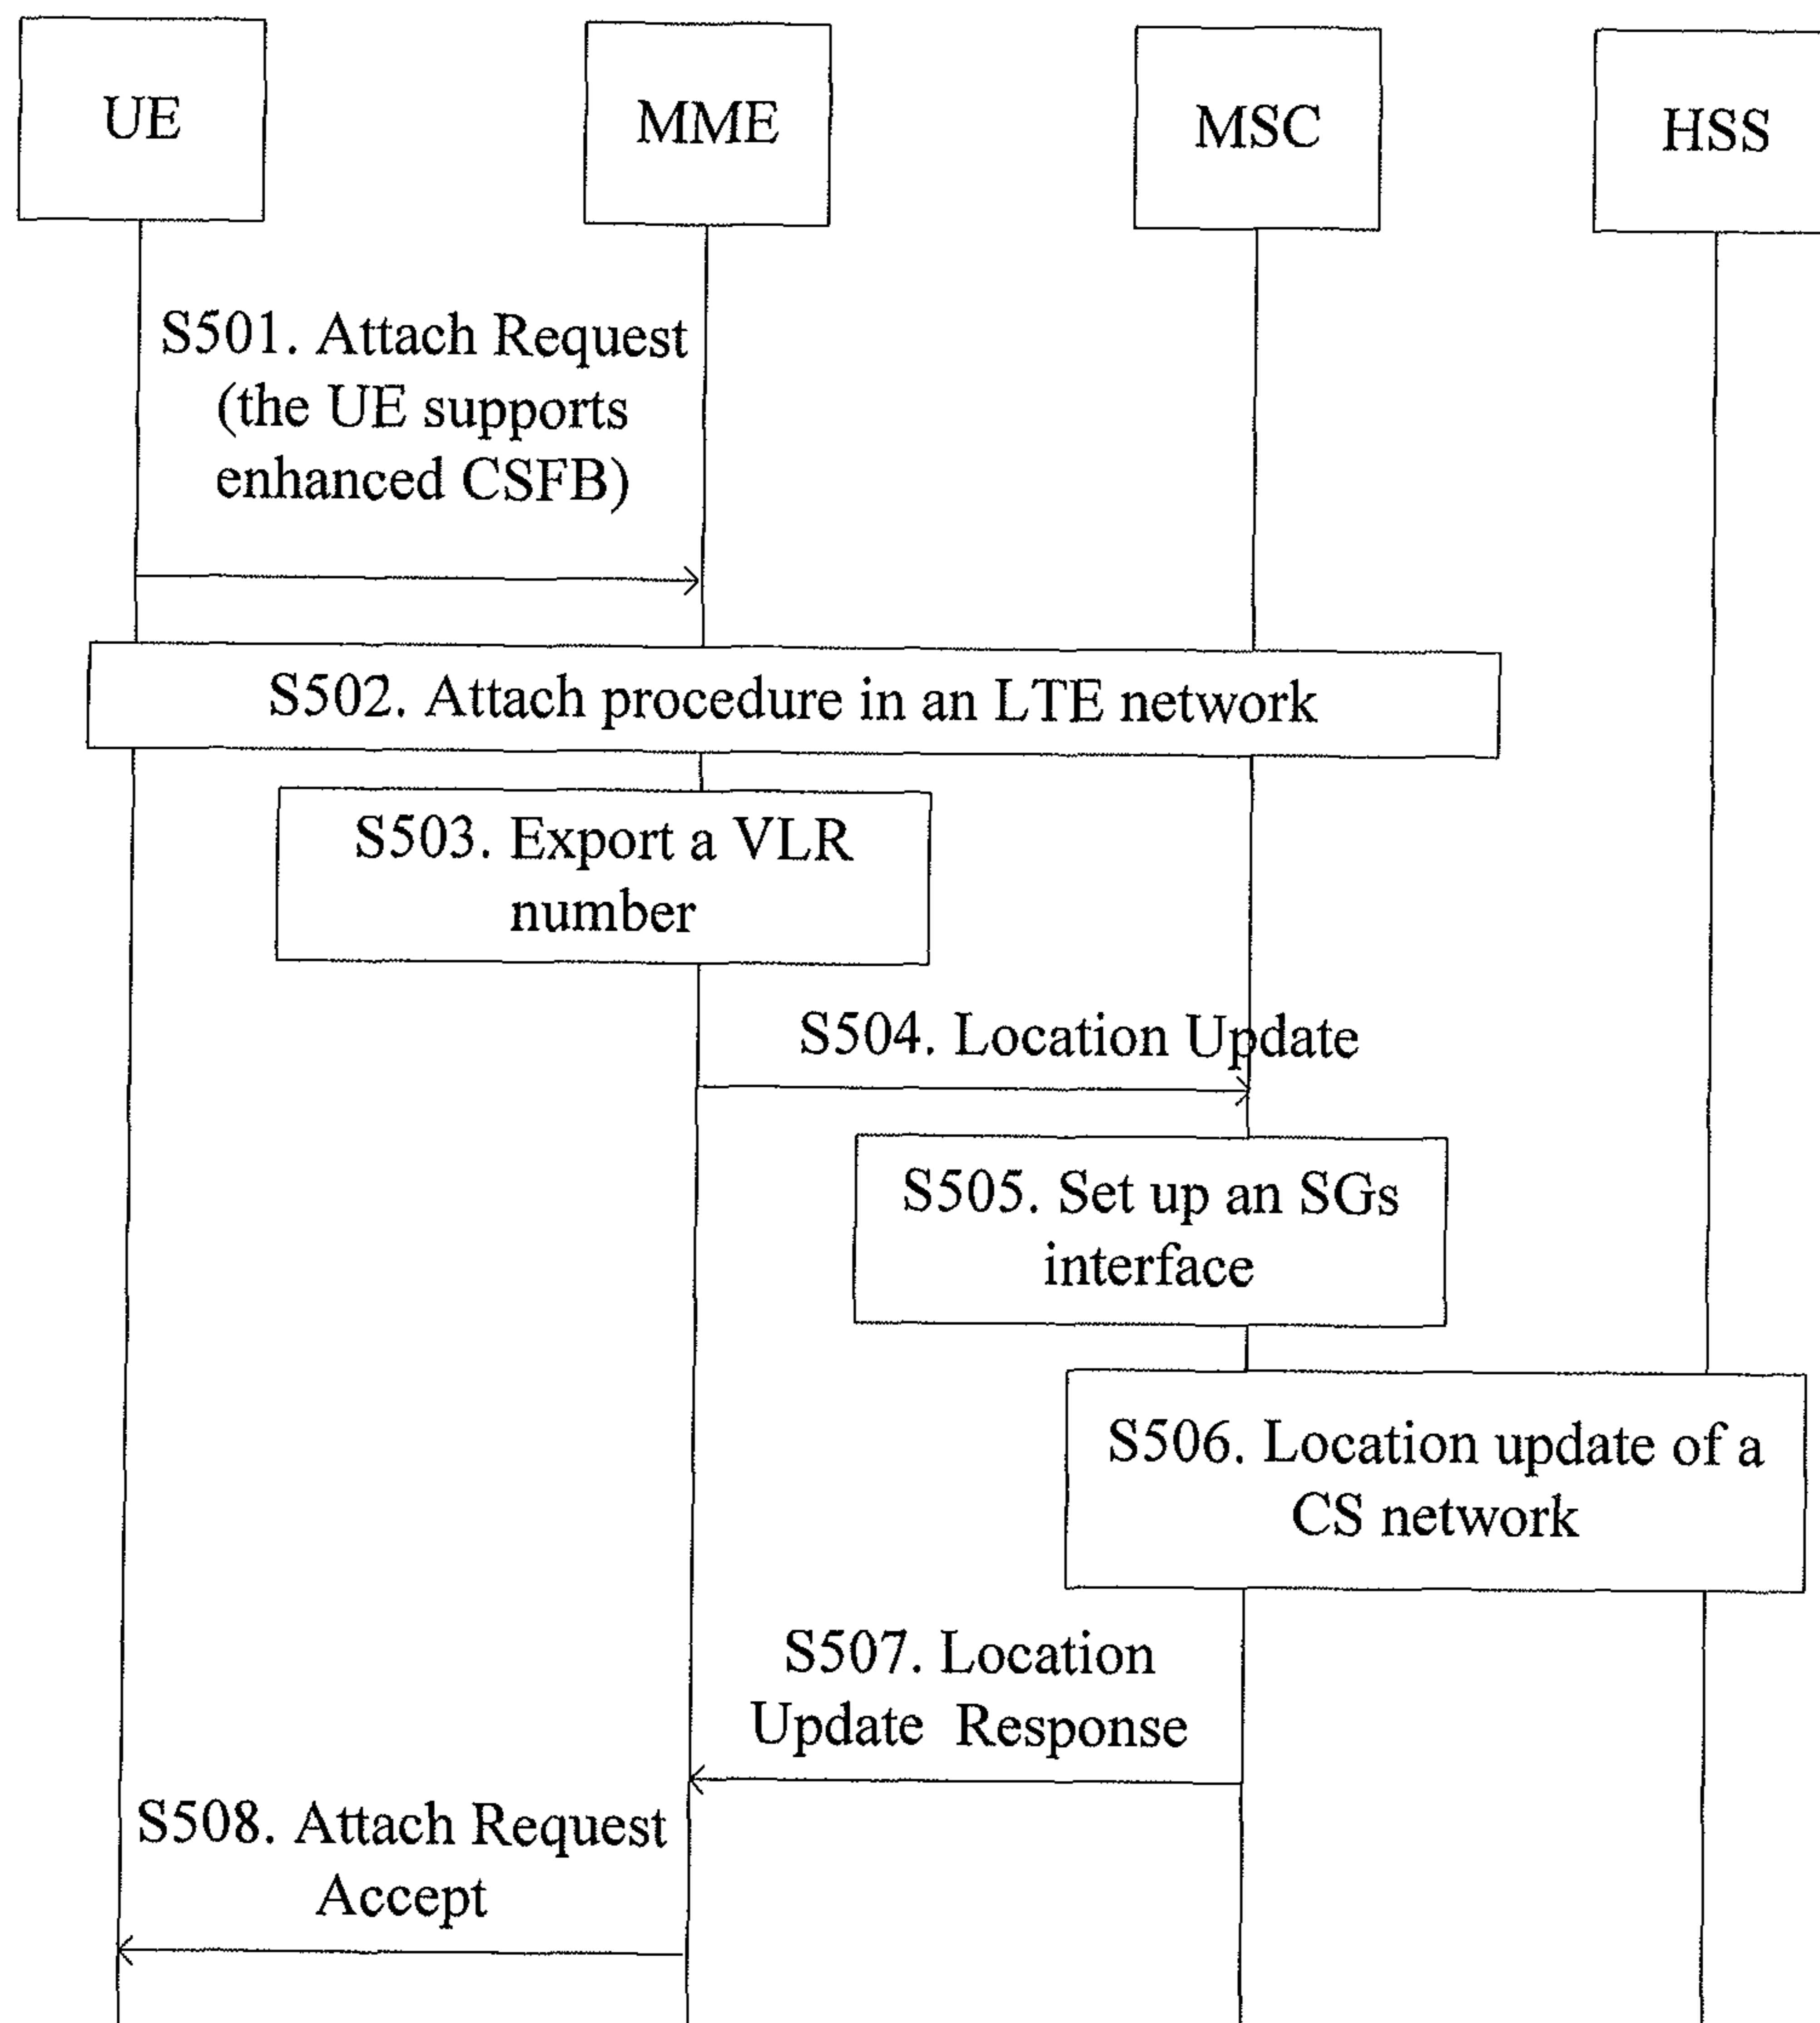 UE
MME
MSC
HSS
S501. Attach Request
(the UE supports
enhanced CSFB)
S502. Attach procedure in an LTE network
S503. Export a VLR
number
S504. Location Update
S505. Set up an SGs
interface
S506. Location update of a
CS network
S507. Location
Update Response
S508. Attach Request
Accept